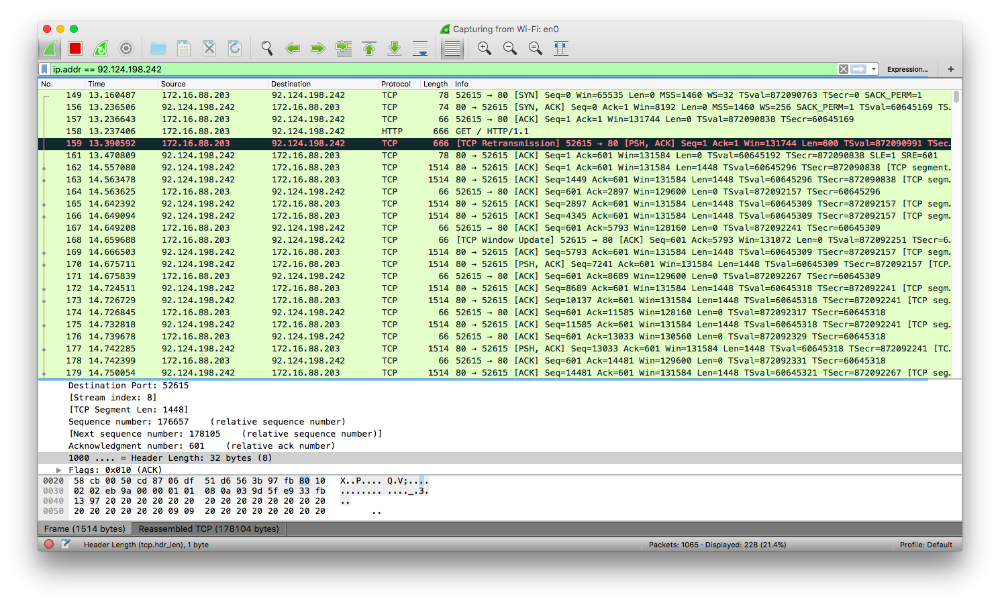 Capturing from Wi-Fi: en0
ip.addr == 92.124.198.242 Expression... +
No. Time Source Destination Protocol Length Info
149 13.160487 172.16.88.203 92.124.198.242 TCP 78 52615 → 80 [SYN] Seq=0 Win=65535 Len=0 MSS=1460 WS=32 TSval=872090763 TSecr=0 SACK_PERM=1
156 13.236506 92.124.198.242 172.16.88.203 TCP 74 80 → 52615 [SYN, ACK] Seq=0 Ack=1 Win=8192 Len=0 MSS=1460 WS=256 SACK_PERM=1 TSval=60645169 TS…
157 13.236643 172.16.88.203 92.124.198.242 TCP 66 52615 → 80 [ACK] Seq=1 Ack=1 Win=131744 Len=0 TSval=872090838 TSecr=60645169
158 13.237406 172.16.88.203 92.124.198.242 HTTP 666 GET / HTTP/1.1
159 13.390592 172.16.88.203 92.124.198.242 TCP 666 [TCP Retransmission] 52615 → 80 [PSH, ACK] Seq=1 Ack=1 Win=131744 Len=600 TSval=872090991 TSec…
161 13.470809 92.124.198.242 172.16.88.203 TCP 78 80 → 52615 [ACK] Seq=1 Ack=601 Win=131584 Len=0 TSval=60645192 TSecr=872090838 SLE=1 SRE=601
162 14.557080 92.124.198.242 172.16.88.203 TCP 1514 80 → 52615 [ACK] Seq=1 Ack=601 Win=131584 Len=1448 TSval=60645296 TSecr=872090838 [TCP segment…
163 14.563478 92.124.198.242 172.16.88.203 TCP 1514 80 → 52615 [ACK] Seq=1449 Ack=601 Win=131584 Len=1448 TSval=60645296 TSecr=872090838 [TCP segm…
164 14.563625 172.16.88.203 92.124.198.242 TCP 66 52615 → 80 [ACK] Seq=601 Ack=2897 Win=129600 Len=0 TSval=872092157 TSecr=60645296
165 14.642392 92.124.198.242 172.16.88.203 TCP 1514 80 → 52615 [ACK] Seq=2897 Ack=601 Win=131584 Len=1448 TSval=60645309 TSecr=872092157 [TCP segm…
166 14.649094 92.124.198.242 172.16.88.203 TCP 1514 80 → 52615 [ACK] Seq=4345 Ack=601 Win=131584 Len=1448 TSval=60645309 TSecr=872092157 [TCP segm…
167 14.649208 172.16.88.203 92.124.198.242 TCP 66 52615 → 80 [ACK] Seq=601 Ack=5793 Win=128160 Len=0 TSval=872092241 TSecr=60645309
168 14.659688 172.16.88.203 92.124.198.242 TCP 66 [TCP Window Update] 52615 → 80 [ACK] Seq=601 Ack=5793 Win=131072 Len=0 TSval=872092251 TSecr=6…
169 14.666503 92.124.198.242 172.16.88.203 TCP 1514 80 → 52615 [ACK] Seq=5793 Ack=601 Win=131584 Len=1448 TSval=60645309 TSecr=872092157 [TCP segm…
170 14.675711 92.124.198.242 172.16.88.203 TCP 1514 80 → 52615 [PSH, ACK] Seq=7241 Ack=601 Win=131584 Len=1448 TSval=60645309 TSecr=872092157 [TCP…
171 14.675839 172.16.88.203 92.124.198.242 TCP 66 52615 → 80 [ACK] Seq=601 Ack=8689 Win=129600 Len=0 TSval=872092267 TSecr=60645309
172 14.724511 92.124.198.242 172.16.88.203 TCP 1514 80 → 52615 [ACK] Seq=8689 Ack=601 Win=131584 Len=1448 TSval=60645318 TSecr=872092241 [TCP segm…
173 14.726729 92.124.198.242 172.16.88.203 TCP 1514 80 → 52615 [ACK] Seq=10137 Ack=601 Win=131584 Len=1448 TSval=60645318 TSecr=872092241 [TCP seg…
174 14.726845 172.16.88.203 92.124.198.242 TCP 66 52615 → 80 [ACK] Seq=601 Ack=11585 Win=128160 Len=0 TSval=872092317 TSecr=60645318
175 14.732818 92.124.198.242 172.16.88.203 TCP 1514 80 → 52615 [ACK] Seq=11585 Ack=601 Win=131584 Len=1448 TSval=60645318 TSecr=872092241 [TCP seg…
176 14.739678 172.16.88.203 92.124.198.242 TCP 66 52615 → 80 [ACK] Seq=601 Ack=13033 Win=130560 Len=0 TSval=872092329 TSecr=60645318
177 14.742285 92.124.198.242 172.16.88.203 TCP 1514 80 → 52615 [PSH, ACK] Seq=13033 Ack=601 Win=131584 Len=1448 TSval=60645318 TSecr=872092241 [TC…
178 14.742399 172.16.88.203 92.124.198.242 TCP 66 52615 → 80 [ACK] Seq=601 Ack=14481 Win=129600 Len=0 TSval=872092331 TSecr=60645318
179 14.750054 92.124.198.242 172.16.88.203 TCP 1514 80 → 52615 [ACK] Seq=14481 Ack=601 Win=131584 Len=1448 TSval=60645321 TSecr=872092267 [TCP seg…
Destination Port: 52615
[Stream index: 8]
[TCP Segment Len: 1448]
Sequence number: 176657 (relative sequence number)
[Next sequence number: 178105 (relative sequence number)]
Acknowledgment number: 601 (relative ack number)
1000 .... = Header Length: 32 bytes (8)
Flags: 0x010 (ACK)
0020 58 cb 00 50 cd 87 06 df 51 d6 56 3b 97 fb 80 10 X..P.... Q.V;....
0030 02 02 eb 9a 00 00 01 01 08 0a 03 9d 5f e9 33 fb ........ ...._.3.
0040 13 97 20 20 20 20 20 20 20 20 20 20 20 20 20 20 ..
0050 20 20 20 20 20 20 09 09 20 20 20 20 20 20 20 20 ..
Frame (1514 bytes) Reassembled TCP (178104 bytes)
Header Length (tcp.hdr_len), 1 byte Packets: 1065 · Displayed: 228 (21.4%) Profile: Default